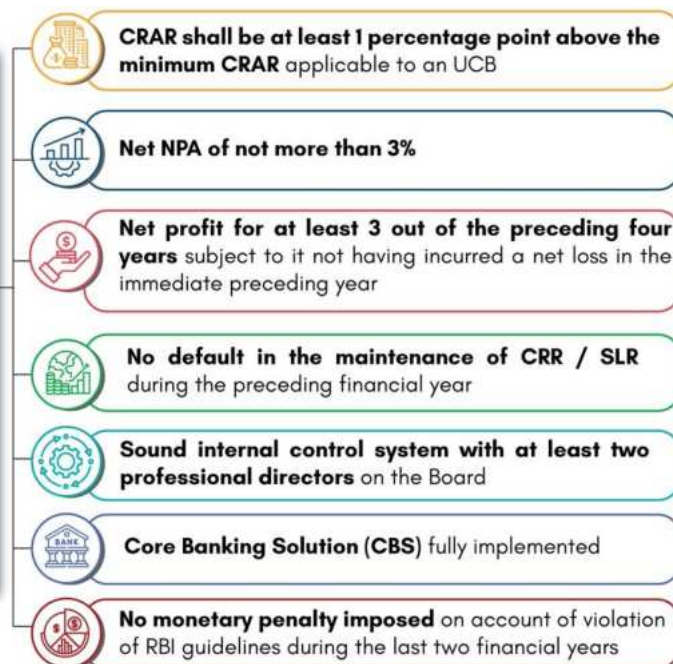 CRAR shall be at least 1 percentage point above the
minimum CRAR applicable to an UCB
Net NPA of not more than 3%
Net profit for at least 3 out of the preceding four
years subject to it not having incurred a net loss in the
immediate preceding year
No default in the maintenance of CRR / SLR
during the preceding financial year
Sound internal control system with at least two
professional directors on the Board
BANK
Core Banking Solution (CBS) fully implemented
No monetary penalty imposed on account of violation
of RBI guidelines during the last two financial years